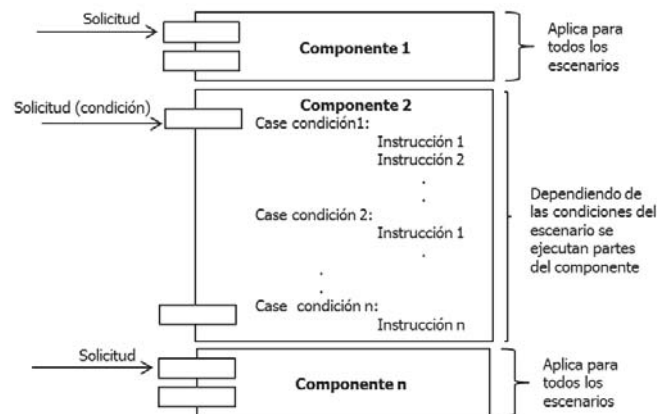 Solicitud
Componente 1
Aplica para
todos los
escenarios
Solicitud (condición)
Componente 2
Case condición1:
Instrucción 1
Instrucción 2
.
.
Case condición 2:
Instrucción 1
.
.
.
Case condición n:
Instrucción n
Dependiendo de
las condiciones del
escenario se
ejecutan partes
del componente
Solicitud
Componente n
Aplica para
todos los
escenarios